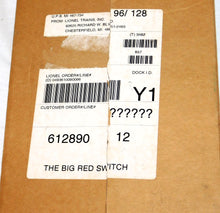 96/ 128
FROM: LIONEL TRAINS, INC.
CHESTERFIELD,
DOCK I.D.
LIONEL ORDER#/LINE#
Y1
CUSTOMER ORDER#/LINE#
??????
612890 12
THE BIG RED SWITCH